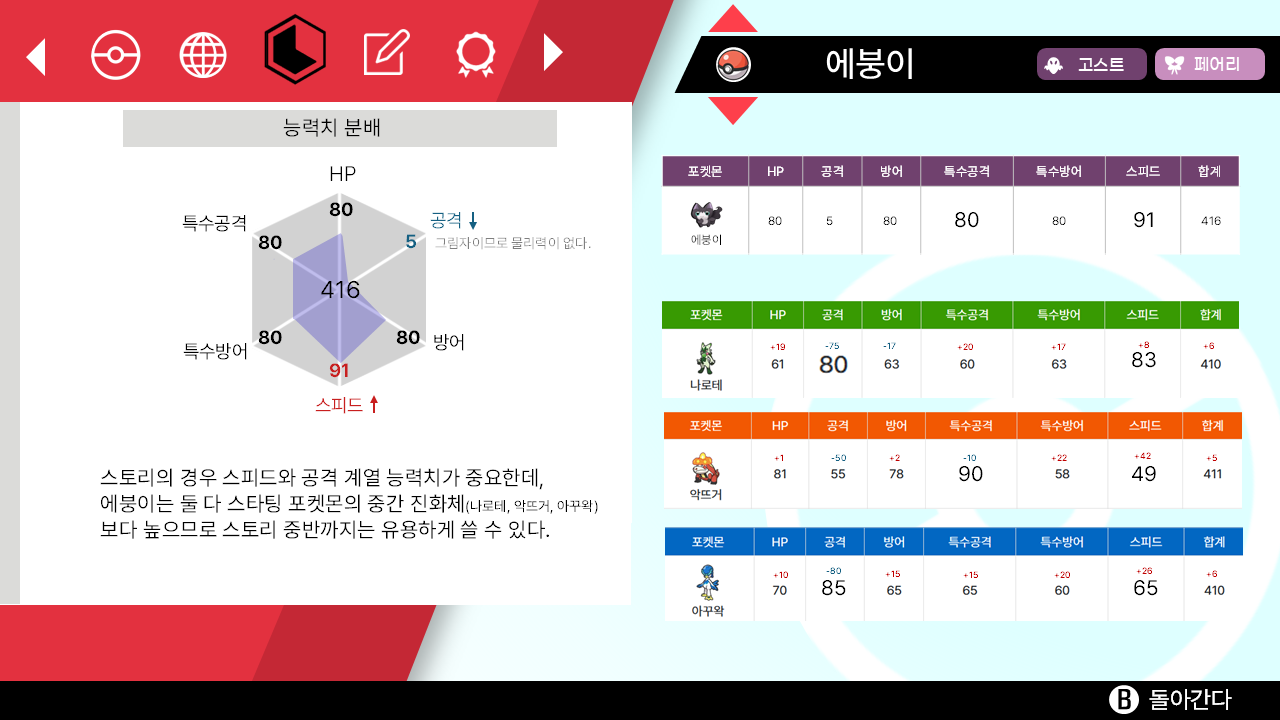 에붕이
고스트
페어리
능력치 분배
HP
80
특수공격
80
공격
5
그림자이므로 물리력이 없다.
416
특수방어
80
80
방어
91
스피드
스토리의 경우 스피드와 공격 계열 능력치가 중요한데,
에붕이는 둘 다 스타팅 포켓몬의 중간 진화체(나로테, 악뜨거, 아꾸왁)
보다 높으므로 스토리 중반까지는 유용하게 쓸 수 있다.
포켓몬 HP 공격 방어 특수공격 특수방어 스피드 합계
에붕이 80 5 80 80 80 91 416
포켓몬 HP 공격 방어 특수공격 특수방어 스피드 합계
+19 -75 -17 +20 +17 +8 +6
나로테 61 80 63 60 63 83 410
포켓몬 HP 공격 방어 특수공격 특수방어 스피드 합계
+1 -50 +2 -10 +22 +42 +5
악뜨거 81 55 78 90 58 49 411
포켓몬 HP 공격 방어 특수공격 특수방어 스피드 합계
+10 -80 +15 +15 +20 +26 +6
아꾸왁 70 85 65 65 60 65 410
B 돌아간다